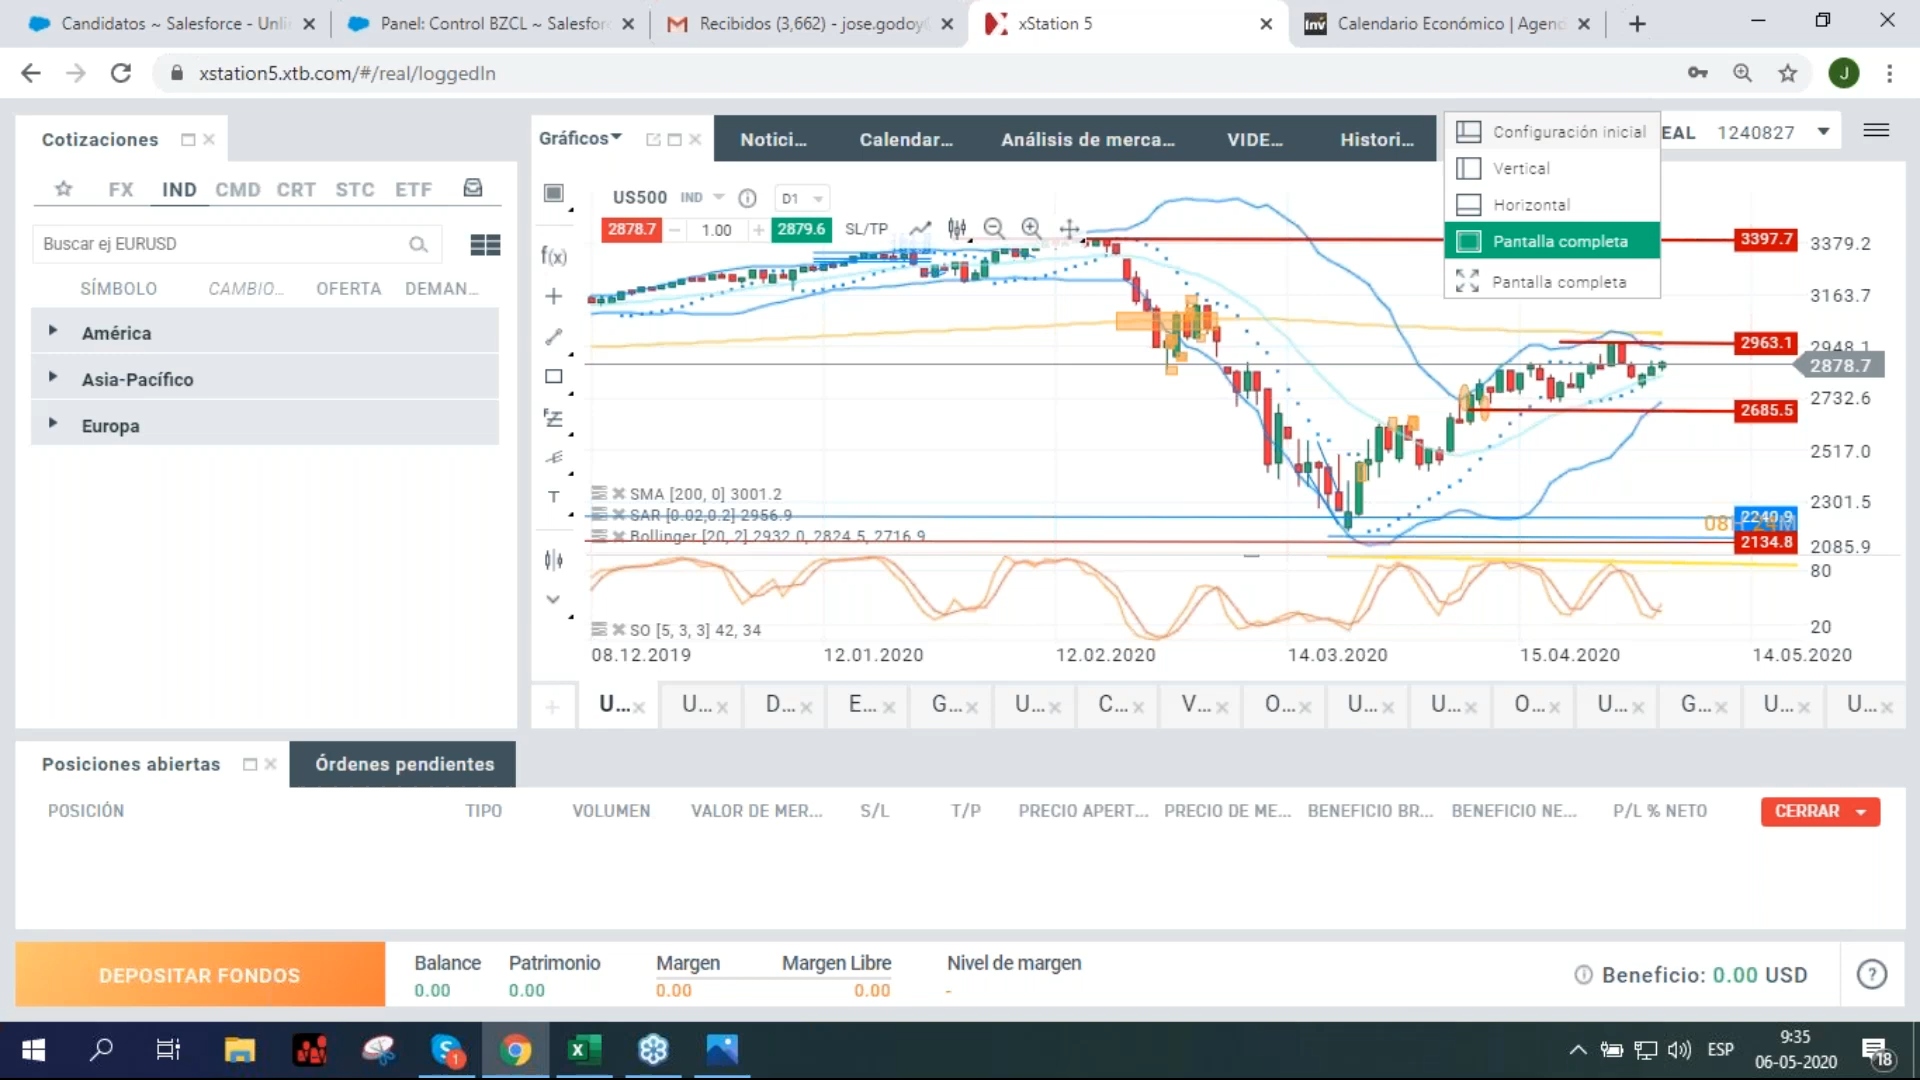 Candidatos ~ Salesforce - Unli
Panel: Control BZCL ~ Salesfor
Recibidos (3,662) - jose.godoy
xStation 5
Inv
Calendario Económico | Agen
xstation5.xtb.com/#/real/loggedIn
J
Cotizaciones
Gráficos
Notici...
Calendar...
Análisis de merca...
VIDE...
Histori...
Configuración inicial
EAL
1240827
Vertical
Horizontal
Pantalla completa
Pantalla completa
FX
IND
CMD
CRT
STC
ETF
Buscar ej EURUSD
SÍMBOLO
CAMBIO...
OFERTA
DEMAN...
América
Asia-Pacífico
Europa
US500
IND
D1
2878.7
1.00
2879.6
SL/TP
f(x)
T
3397.7
3379.2
3163.7
2963.1
2948.1
2878.7
2732.6
2685.5
2517.0
2301.5
2240.9
08H 24M
2134.8
2085.9
80
20
SMA [200, 0] 3001.2
SAR [0.02,0.2] 2956.9
Bollinger [20, 2] 2932.0, 2824.5, 2716.9
SO [5, 3, 3] 42, 34
08.12.2019
12.01.2020
12.02.2020
14.03.2020
15.04.2020
14.05.2020
U...
U...
D...
E...
G...
U...
C...
V...
O...
U...
U...
O...
U...
G...
U...
U...
Posiciones abiertas
Órdenes pendientes
POSICIÓN
TIPO
VOLUMEN
VALOR DE MER...
S/L
T/P
PRECIO APERT...
PRECIO DE ME...
BENEFICIO BR...
BENEFICIO NE...
P/L % NETO
CERRAR
DEPOSITAR FONDOS
Balance
Patrimonio
Margen
Margen Libre
Nivel de margen
0.00
0.00
0.00
0.00
-
Beneficio: 0.00 USD
?
1
ESP
9:35
06-05-2020
18